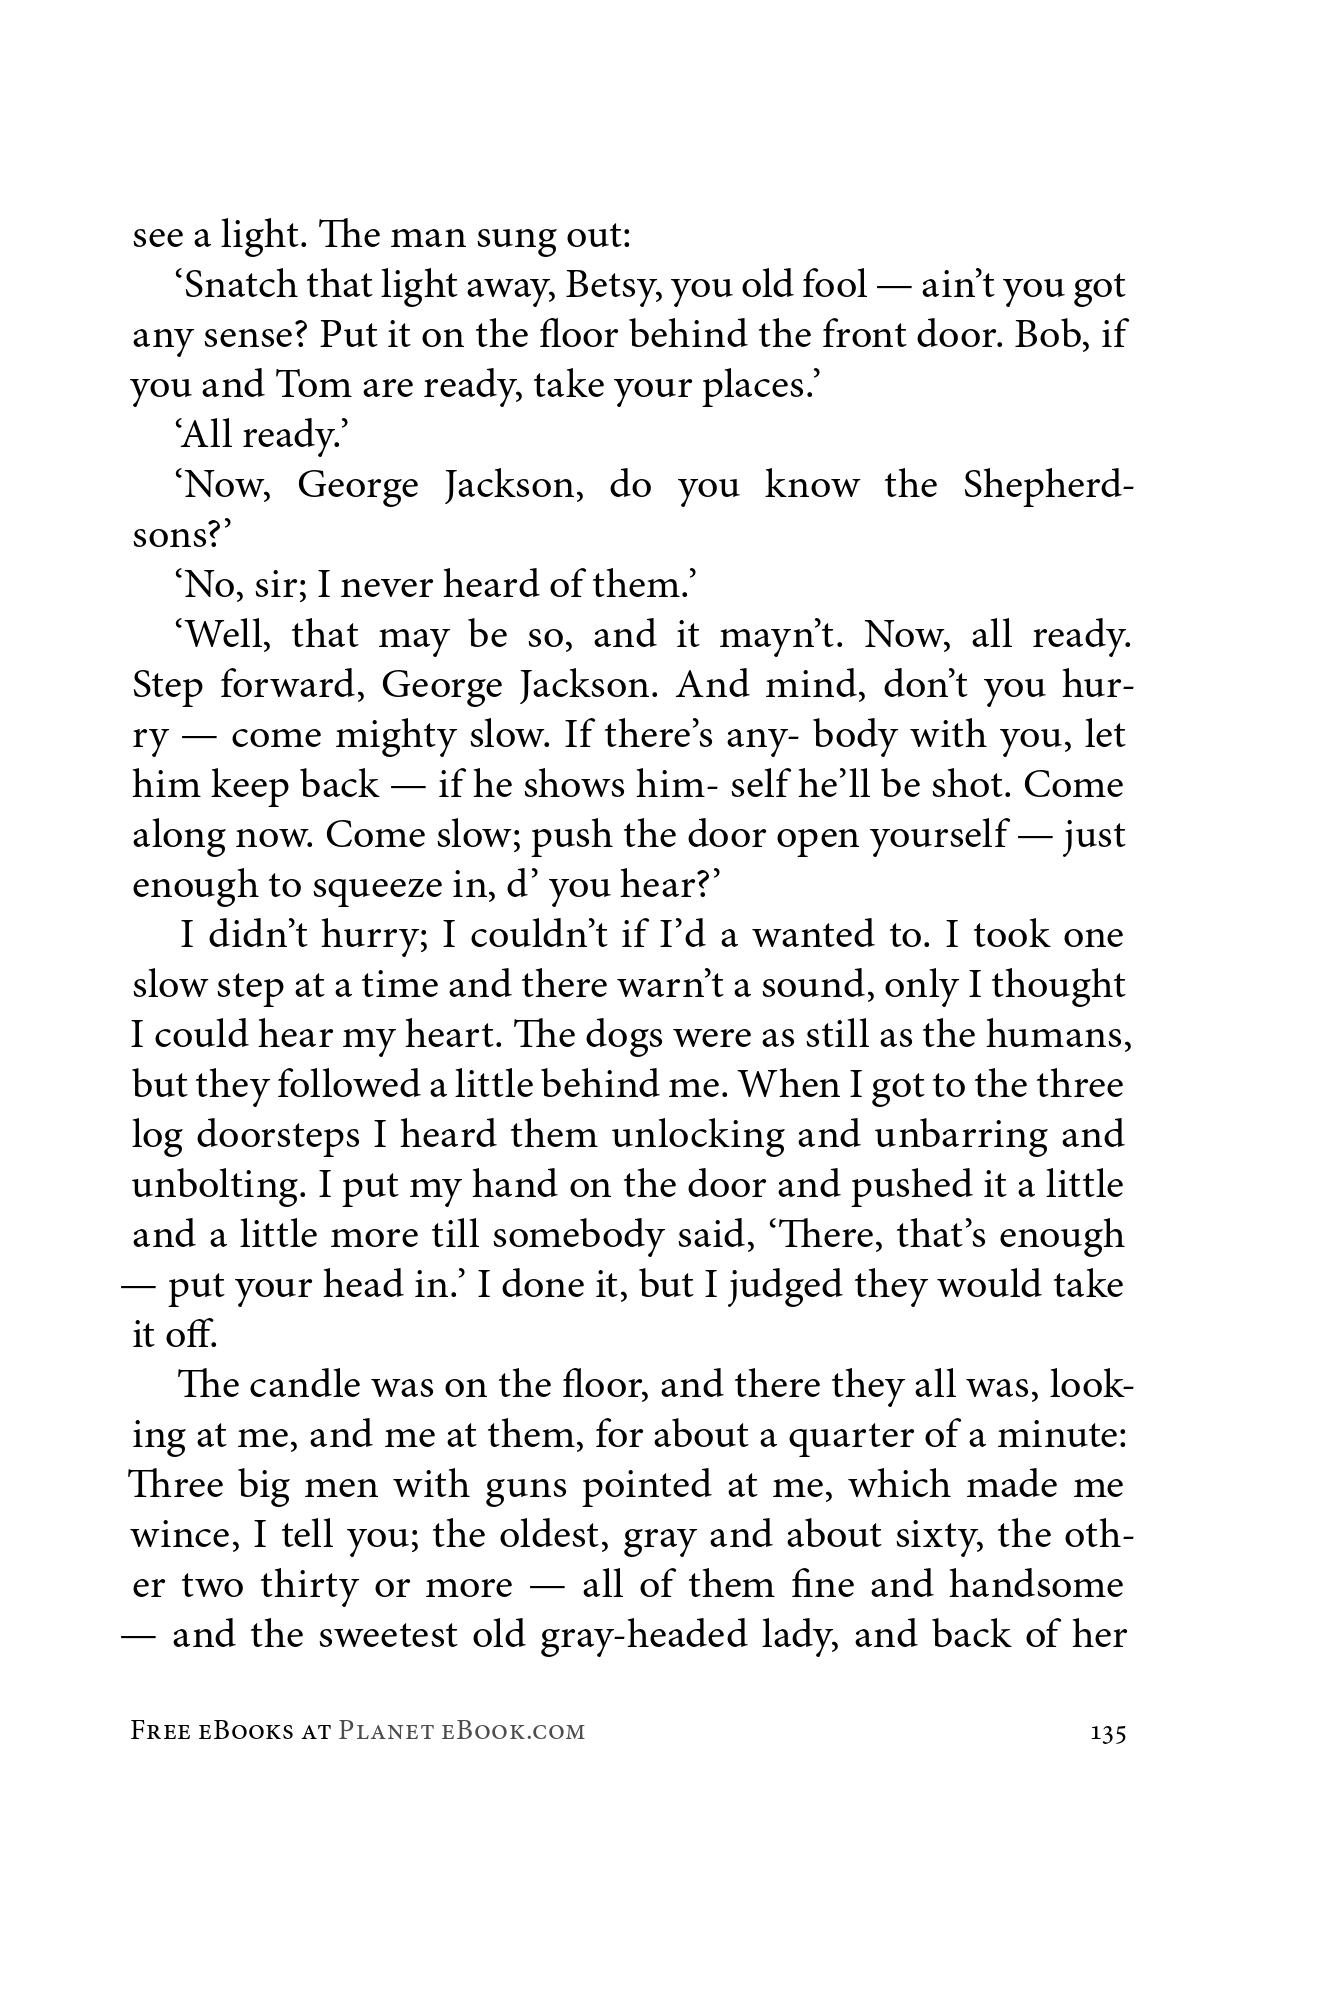 see a light. The man sung out:
‘Snatch that light away, Betsy, you old fool — ain’t you got
any sense? Put it on the floor behind the front door. Bob, if
you and Tom are ready, take your places.’
‘All ready.’
‘Now, George Jackson, do you know the Shepherd-
sons?’
‘No, sir; I never heard of them.’
‘Well, that may be so, and it mayn’t. Now, all ready.
Step forward, George Jackson. And mind, don’t you hur-
ry — come mighty slow. If there’s any- body with you, let
him keep back — if he shows him- self he’ll be shot. Come
along now. Come slow; push the door open yourself — just
enough to squeeze in, d’ you hear?’
I didn’t hurry; I couldn’t if I’d a wanted to. I took one
slow step at a time and there warn’t a sound, only I thought
I could hear my heart. The dogs were as still as the humans,
but they followed a little behind me. When I got to the three
log doorsteps I heard them unlocking and unbarring and
unbolting. I put my hand on the door and pushed it a little
and a little more till somebody said, ‘There, that’s enough
— put your head in.’ I done it, but I judged they would take
it off.
The candle was on the floor, and there they all was, look-
ing at me, and me at them, for about a quarter of a minute:
Three big men with guns pointed at me, which made me
wince, I tell you; the oldest, gray and about sixty, the oth-
er two thirty or more — all of them fine and handsome
— and the sweetest old gray-headed lady, and back of her
Free eBooks at Planet eBook.com 135